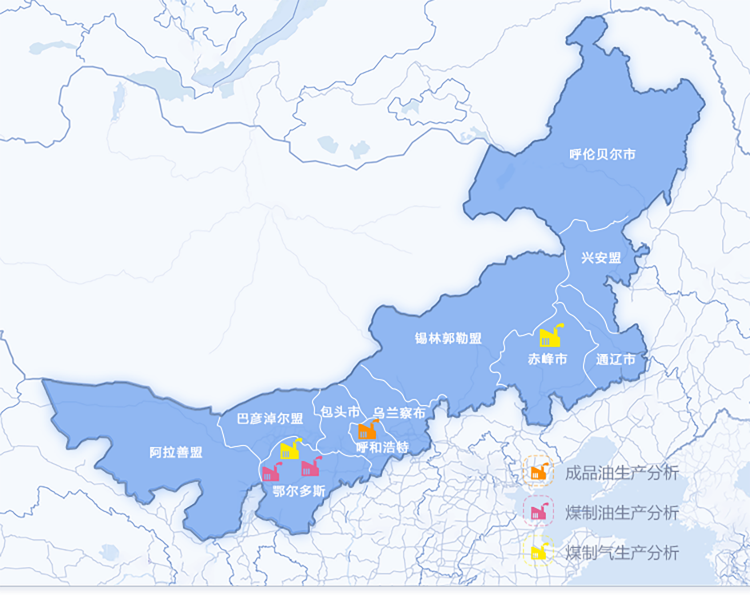 呼伦贝尔市
兴安盟
锡林郭勒盟
赤峰市
通辽市
包头市
乌兰察布
巴彦淖尔盟
呼和浩特
阿拉善盟
鄂尔多斯
成品油生产分析
煤制油生产分析
煤制气生产分析